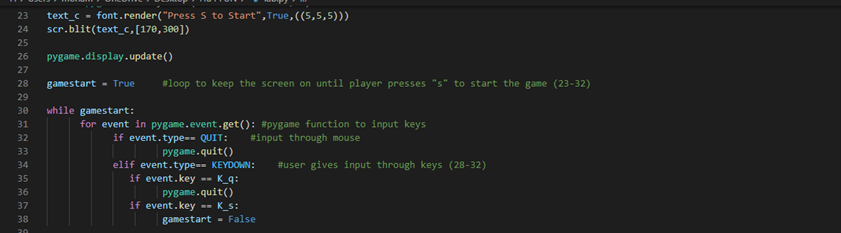 23 text_c = font.render("Press S to Start",True,((5,5,5)))
24 scr.blit(text_c,[170,300])
25
26 pygame.display.update()
27
28 gamestart = True #loop to keep the screen on until player presses "s" to start the game (23-32)
29
30 while gamestart:
31 for event in pygame.event.get(): #pygame function to input keys
32 if event.type== QUIT: #input through mouse
33 pygame.quit()
34 elif event.type== KEYDOWN: #user gives input through keys (28-32)
35 if event.key == K_q:
36 pygame.quit()
37 if event.key == K_s:
38 gamestart = False